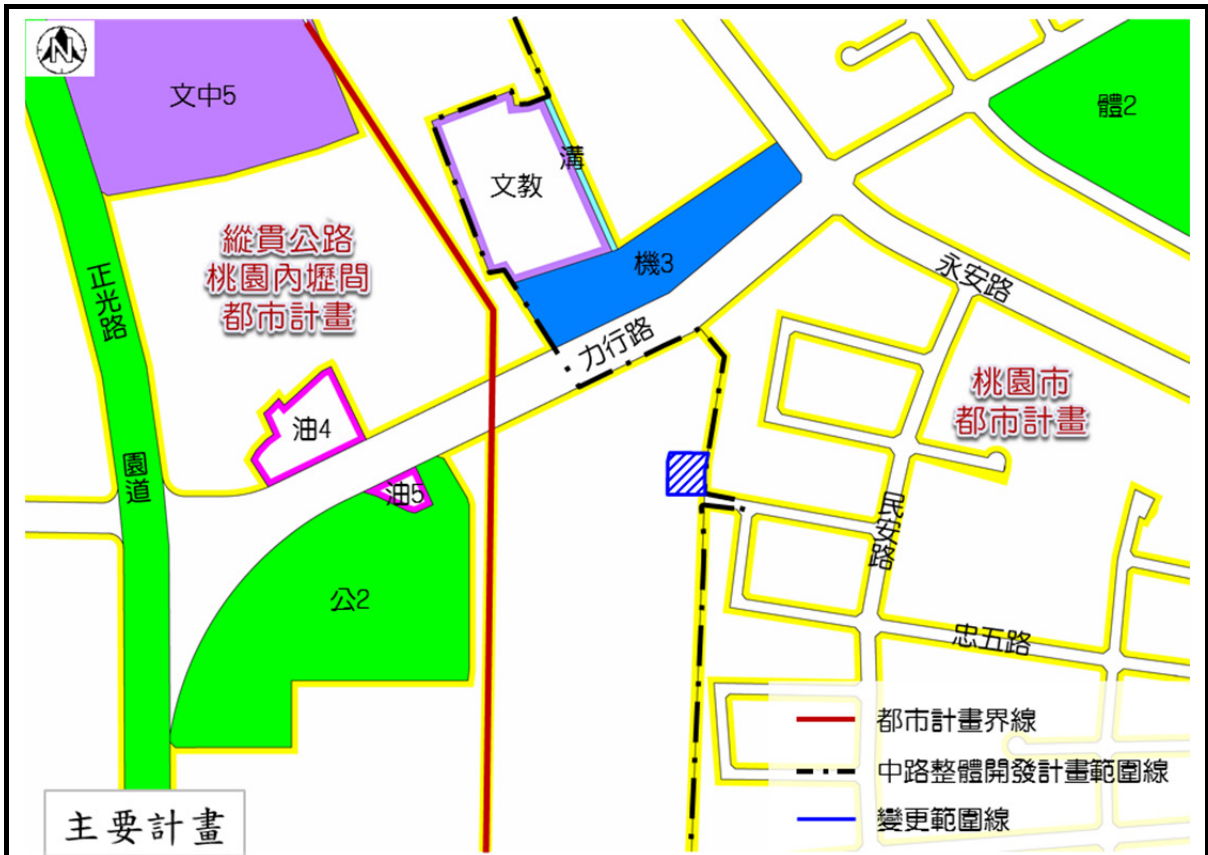 N
文中5
體2
溝
文教
機3
縱貫公路
桃園內壢間
都市計畫
正光路
永安路
力行路
桃園市
都市計畫
油4
園道
油5
民安路
公2
忠五路
都市計畫界線
中路整體開發計畫範圍線
變更範圍線
主要計畫